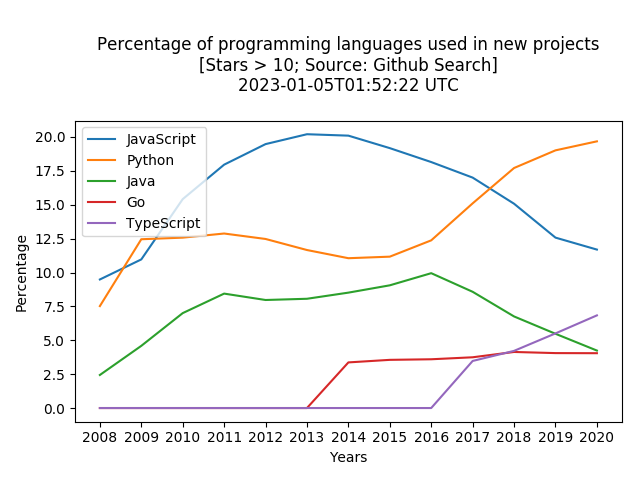 Percentage of programming languages used in new projects
[Stars > 10; Source: Github Search]
2023-01-05T01:52:22 UTC
JavaScript
Python
Java
Go
TypeScript
Percentage
20.0
17.5
15.0
12.5
10.0
7.5
5.0
2.5
0.0
2008 2009 2010 2011 2012 2013 2014 2015 2016 2017 2018 2019 2020
Years